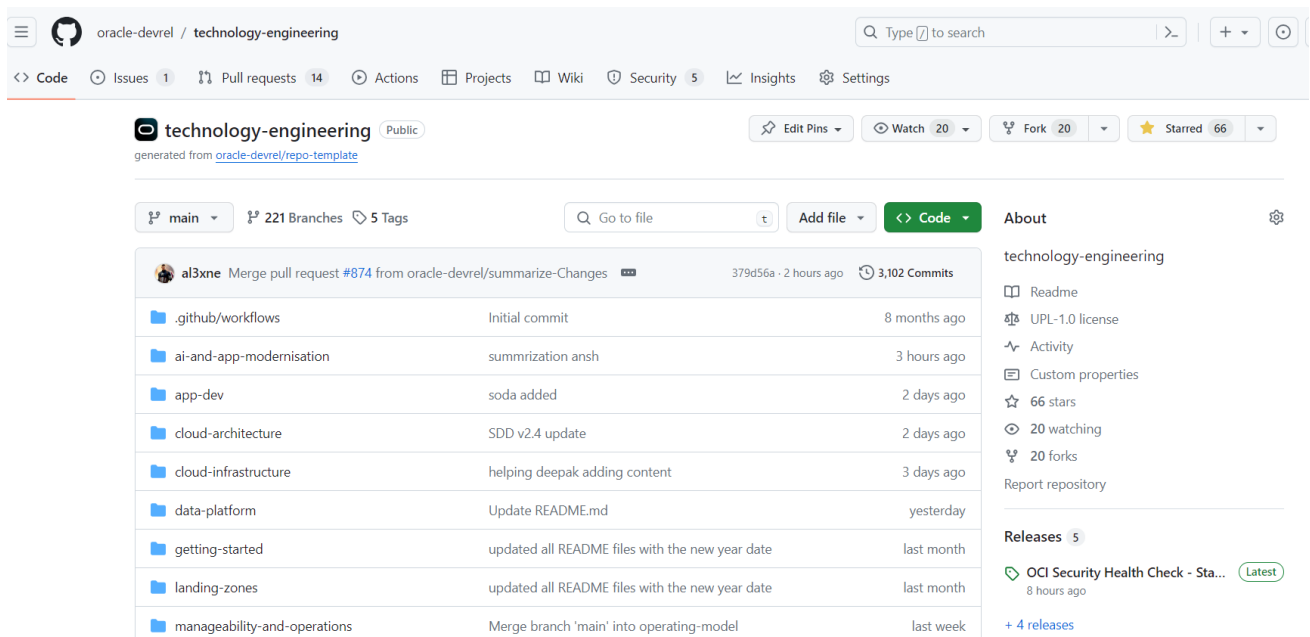 oracle-devrel / technology-engineering
Type / to search
Code
Issues 1
Pull requests 14
Actions
Projects
Wiki
Security 5
Insights
Settings
technology-engineering Public
Edit Pins
Watch 20
Fork 20
Starred 66
generated from oracle-devrel/repo-template
main
221 Branches
5 Tags
Go to file t
Add file
Code
al3xne Merge pull request #874 from oracle-devrel/summarize-Changes
379d56a · 2 hours ago
3,102 Commits
.github/workflows Initial commit 8 months ago
ai-and-app-modernisation summrization ansh 3 hours ago
app-dev soda added 2 days ago
cloud-architecture SDD v2.4 update 2 days ago
cloud-infrastructure helping deepak adding content 3 days ago
data-platform Update README.md yesterday
getting-started updated all README files with the new year date last month
landing-zones updated all README files with the new year date last month
manageability-and-operations Merge branch 'main' into operating-model last week
About
technology-engineering
Readme
UPL-1.0 license
Activity
Custom properties
66 stars
20 watching
20 forks
Report repository
Releases 5
OCI Security Health Check - Sta... Latest
8 hours ago
+ 4 releases